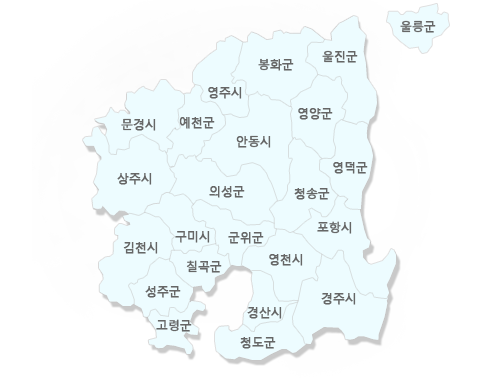 울릉군
울진군
봉화군
영주시
영양군
문경시
예천군
안동시
영덕군
상주시
의성군
청송군
포항시
구미시
군위군
김천시
영천시
칠곡군
성주군
경주시
경산시
고령군
청도군